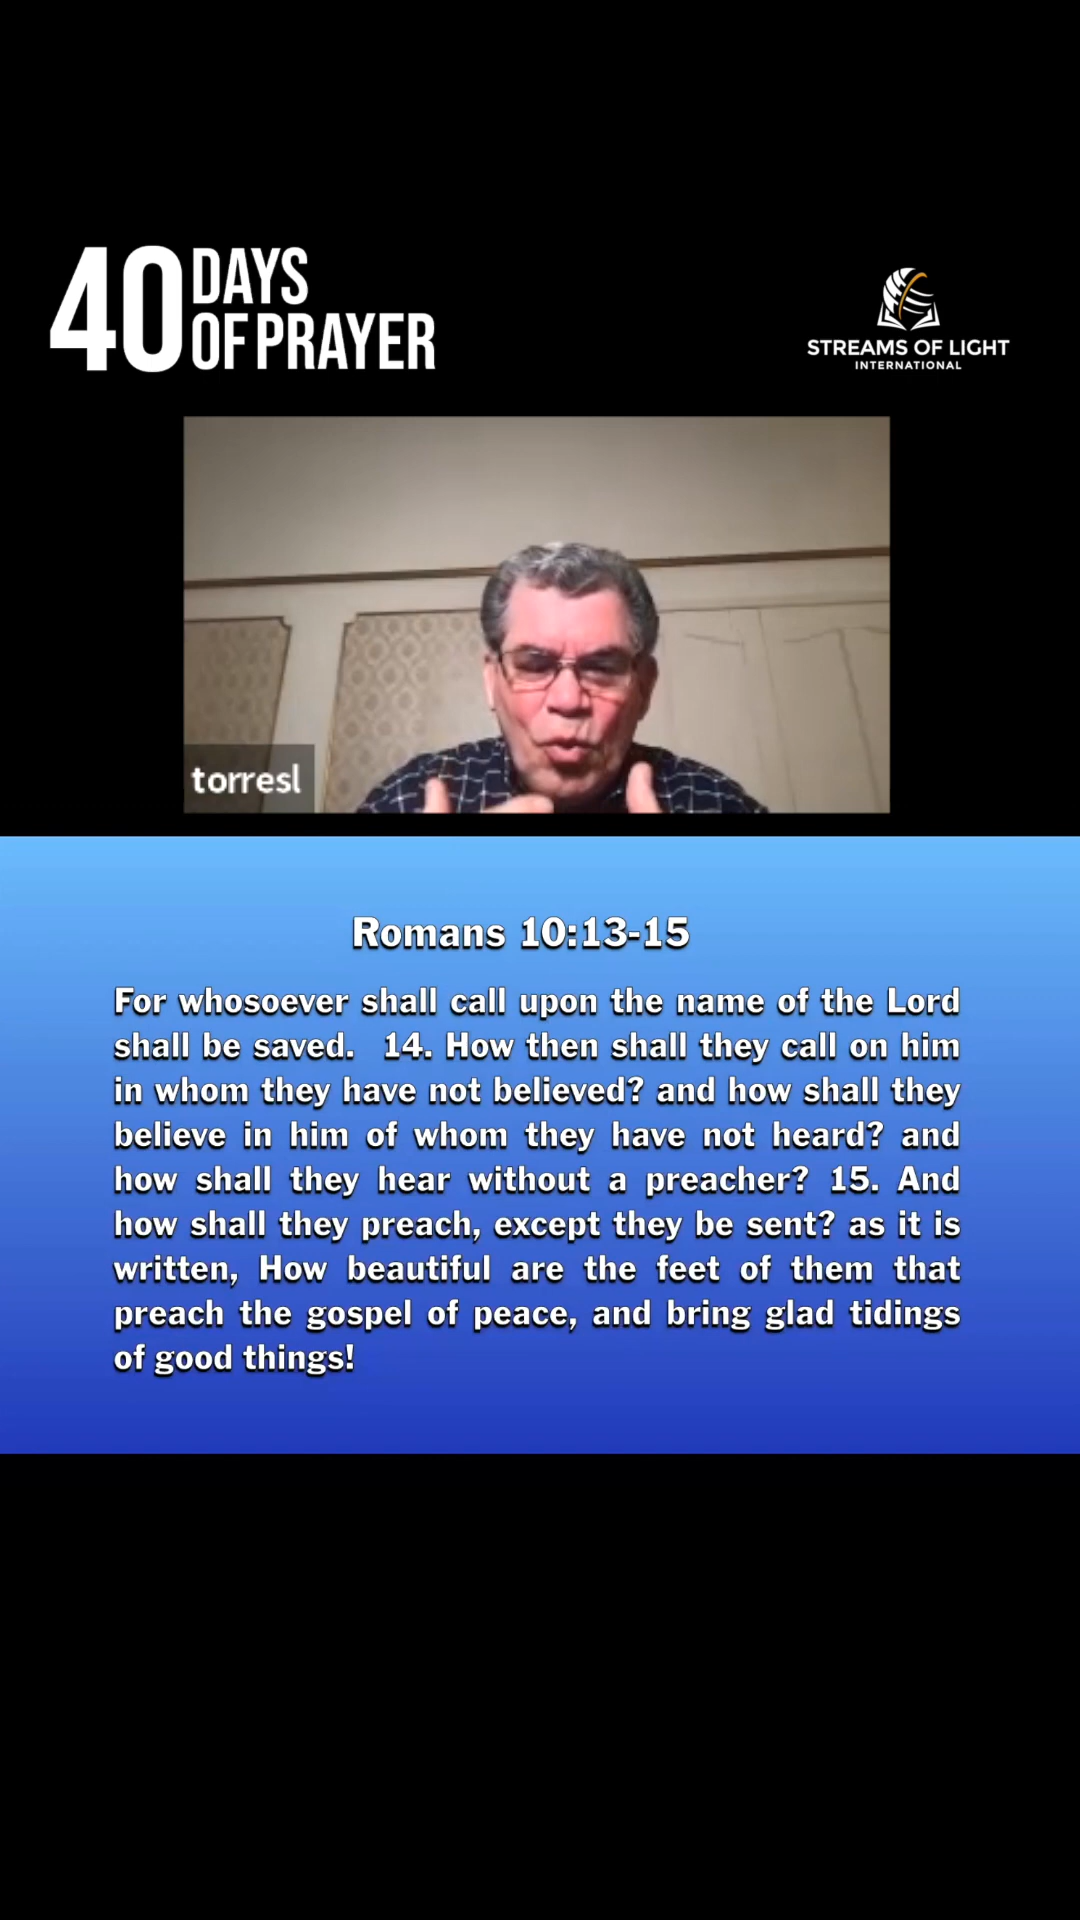 40 DAYS
OF PRAYER
STREAMS OF LIGHT
INTERNATIONAL
torresl
Romans 10:13-15
For whosoever shall call upon the name of the Lord
shall be saved.  14. How then shall they call on him
in whom they have not believed? and how shall they
believe in him of whom they have not heard? and
how shall they hear without a preacher? 15. And
how shall they preach, except they be sent? as it is
written, How beautiful are the feet of them that
preach the gospel of peace, and bring glad tidings
of good things!